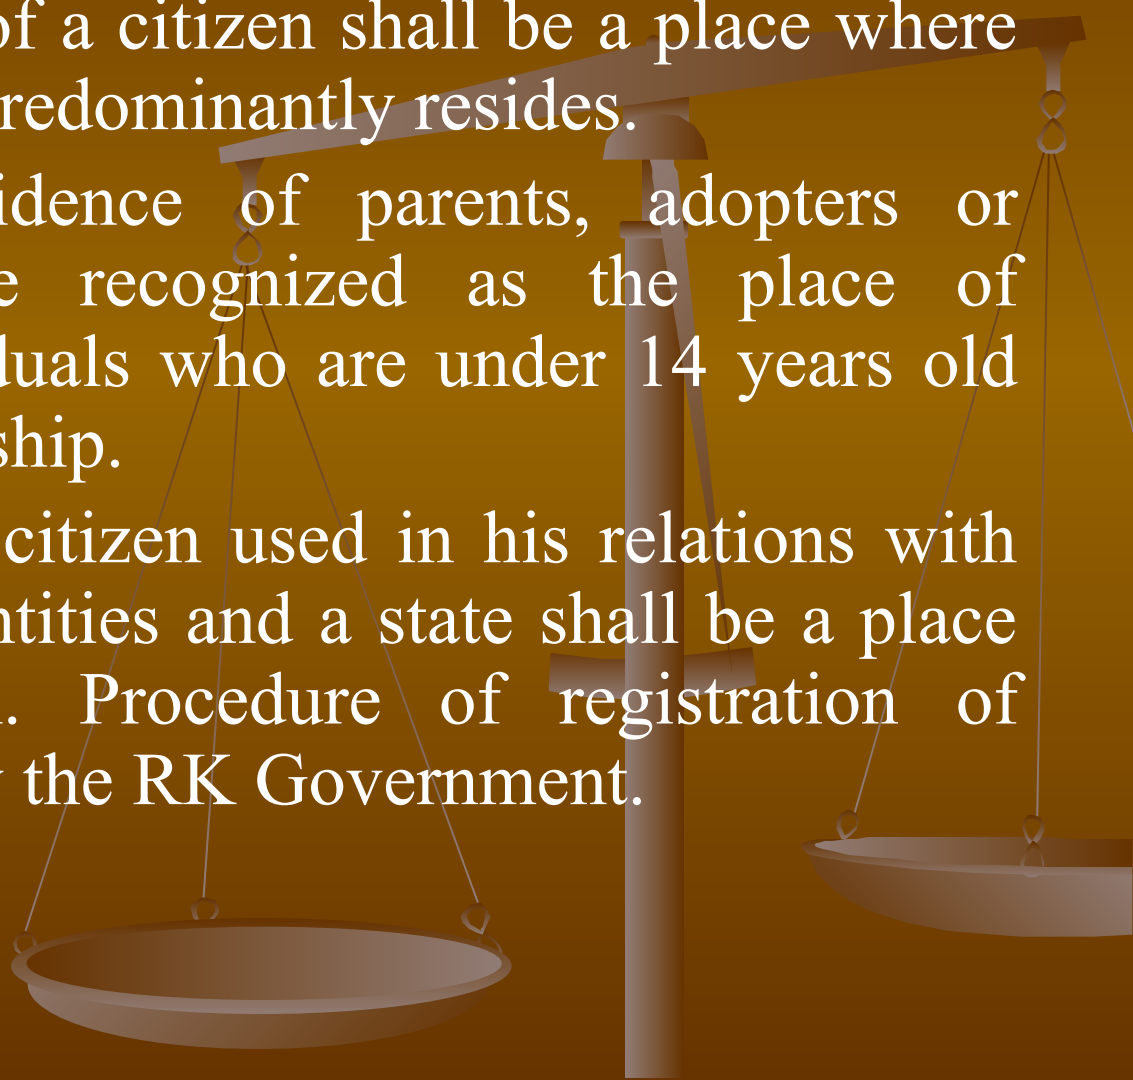 of a citizen shall be a place where
redominantly resides.
idence of parents, adopters or
e recognized as the place of
duals who are under 14 years old
ship.
citizen used in his relations with
ntities and a state shall be a place
. Procedure of registration of
the RK Government.